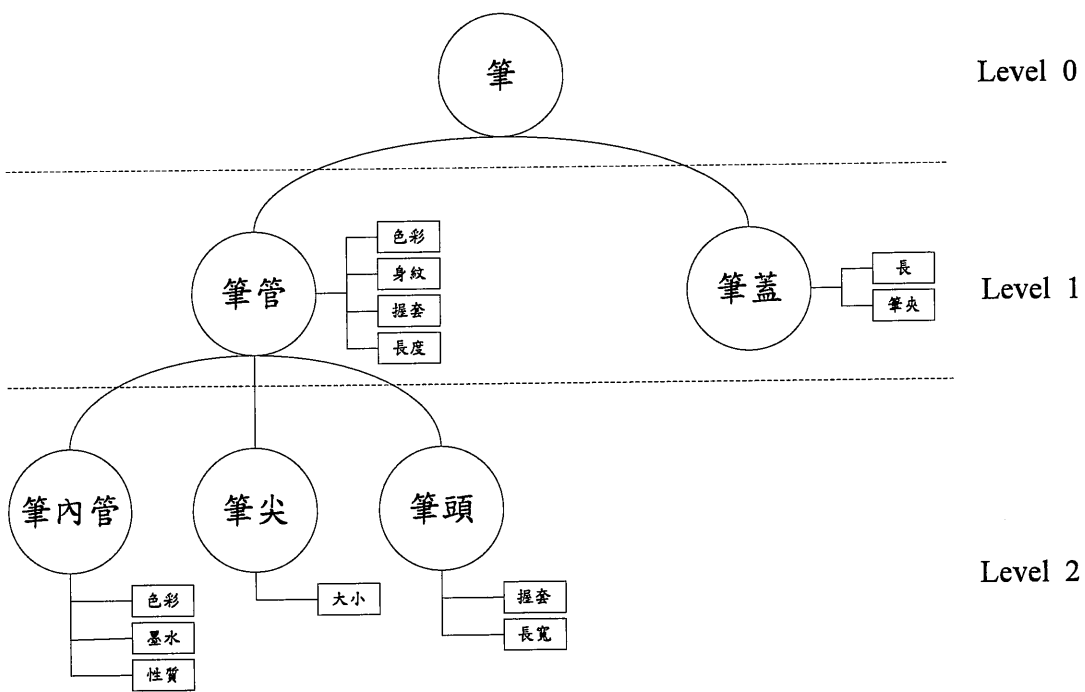 筆
Level 0
筆管
色彩
身紋
握套
長度
筆蓋
長
筆夾
Level 1
筆內管
色彩
墨水
性質
筆尖
大小
筆頭
握套
長寬
Level 2